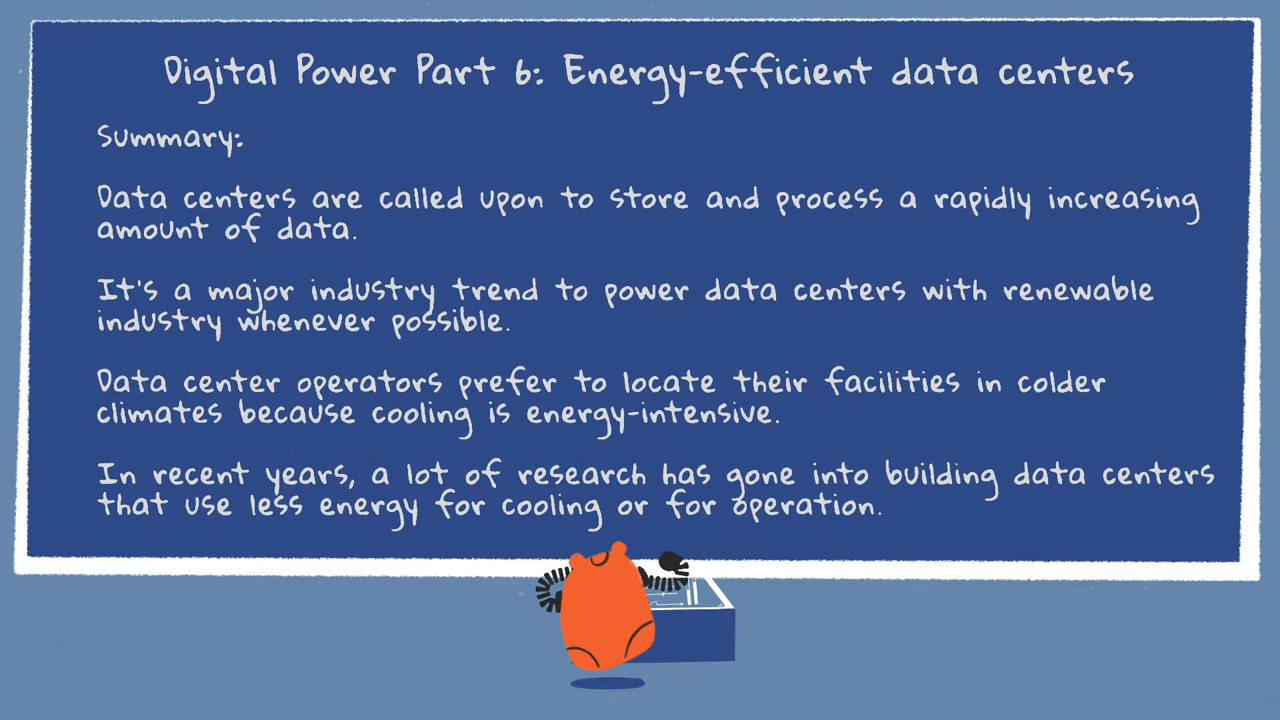 Digital Power Part 6: Energy-efficient data centers
Summary:
Data centers are called upon to store and process a rapidly increasing
amount of data.
It's a major industry trend to power data centers with renewable
industry whenever possible.
Data center operators prefer to locate their facilities in colder
climates because cooling is energy-intensive.
In recent years, a lot of research has gone into building data centers
that use less energy for cooling or for operation.